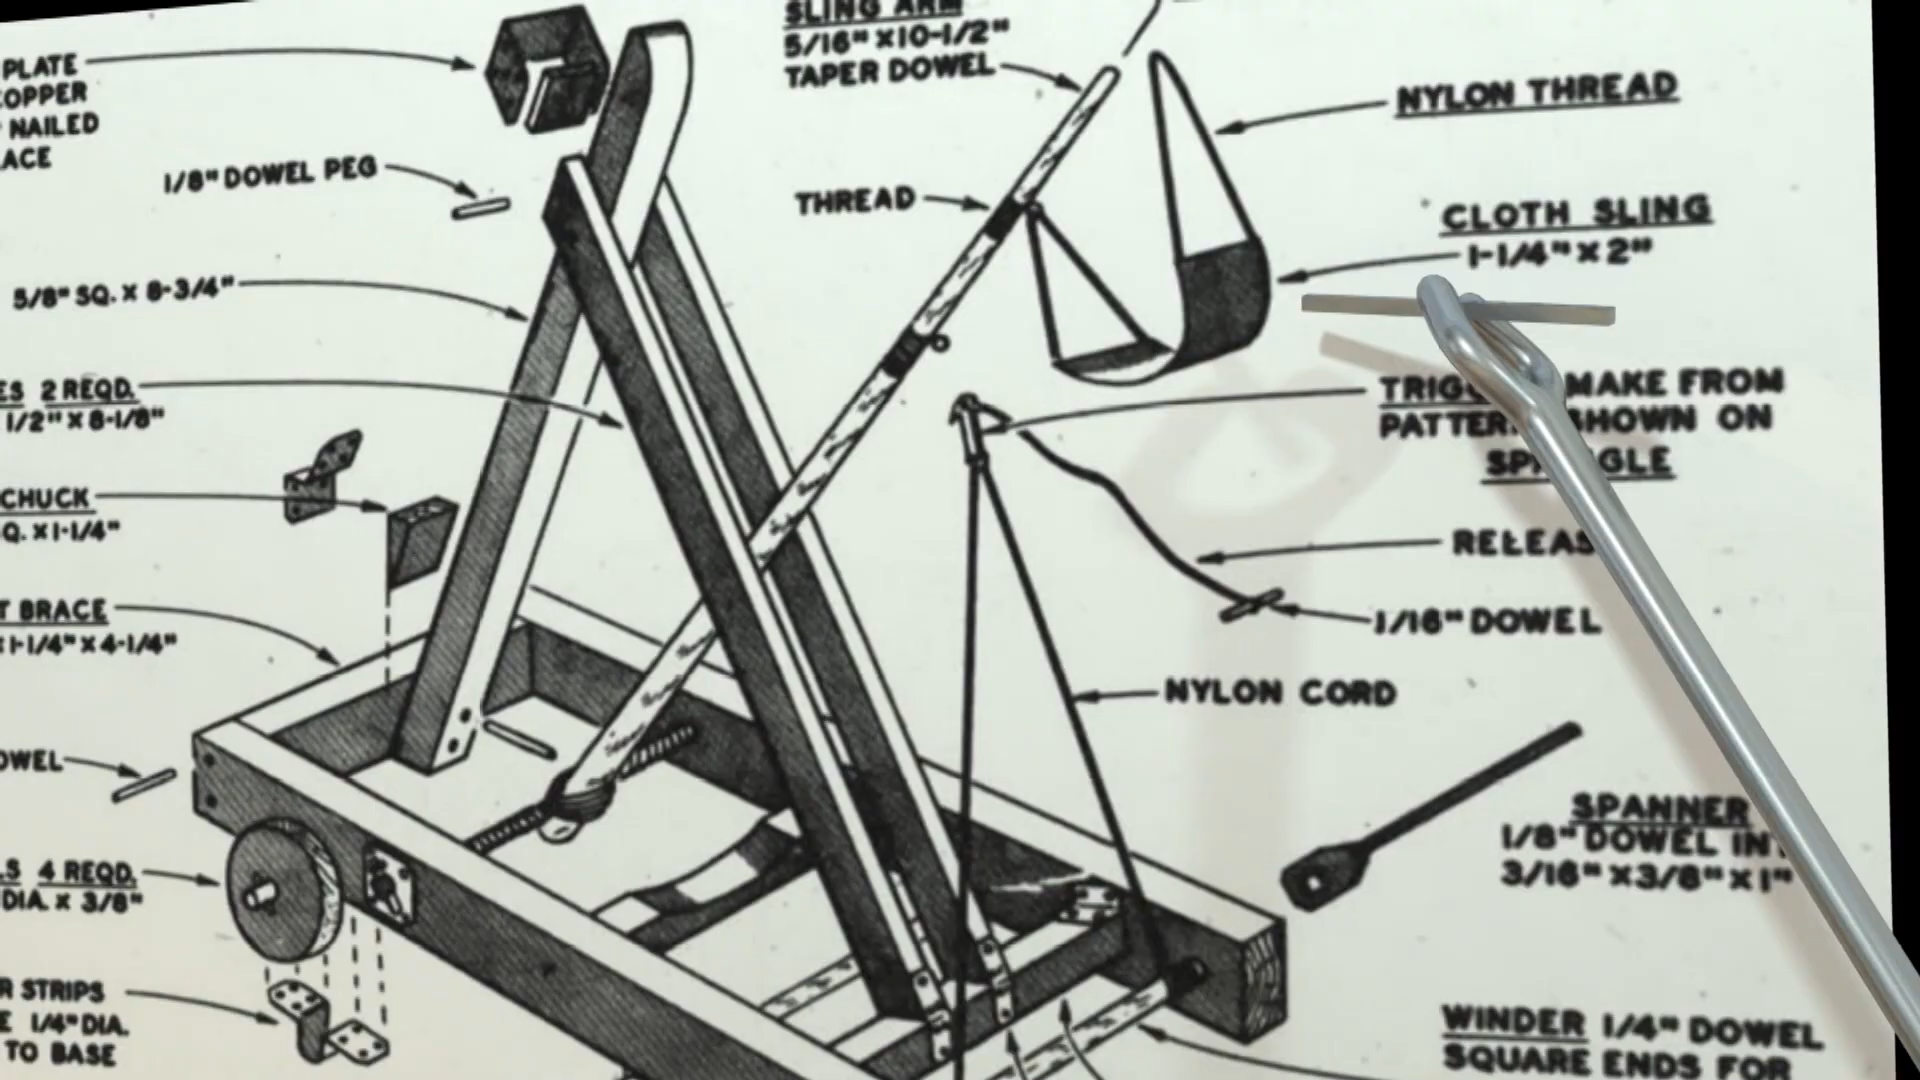 PLATE
COPPER
NAILED
1/8" DOWEL PEG
5/8" SQ. X 8-3/4"
2 REQD.
1/2" X 8-1/8"
CHUCK
Q. X 1-1/4"
BRACE
1-1/4" X 4-1/4"
4 REQD.
DIA. X 3/8"
STRIPS
1/4" DIA.
TO BASE
SLING ARM
5/16" X 10-1/2"
TAPER DOWEL
THREAD
NYLON THREAD
CLOTH SLING
1-1/4" X 2"
MAKE FROM
SHOWN ON
1/16" DOWEL
NYLON CORD
SPANNER
1/8" DOWEL IN
3/16" X 3/8" X 1"
WINDER 1/4" DOWEL
SQUARE ENDS FOR